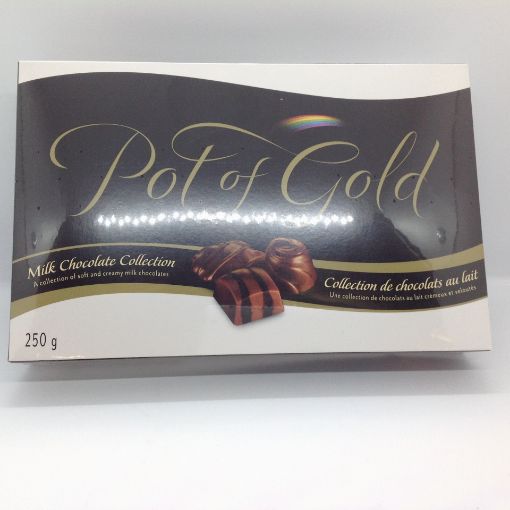 Pot of Gold
Milk Chocolate Collection
A collection of soft and creamy milk chocolates
Collection de chocolats au lait
Une collection de chocolats au lait crémeux et veloutés
250 g